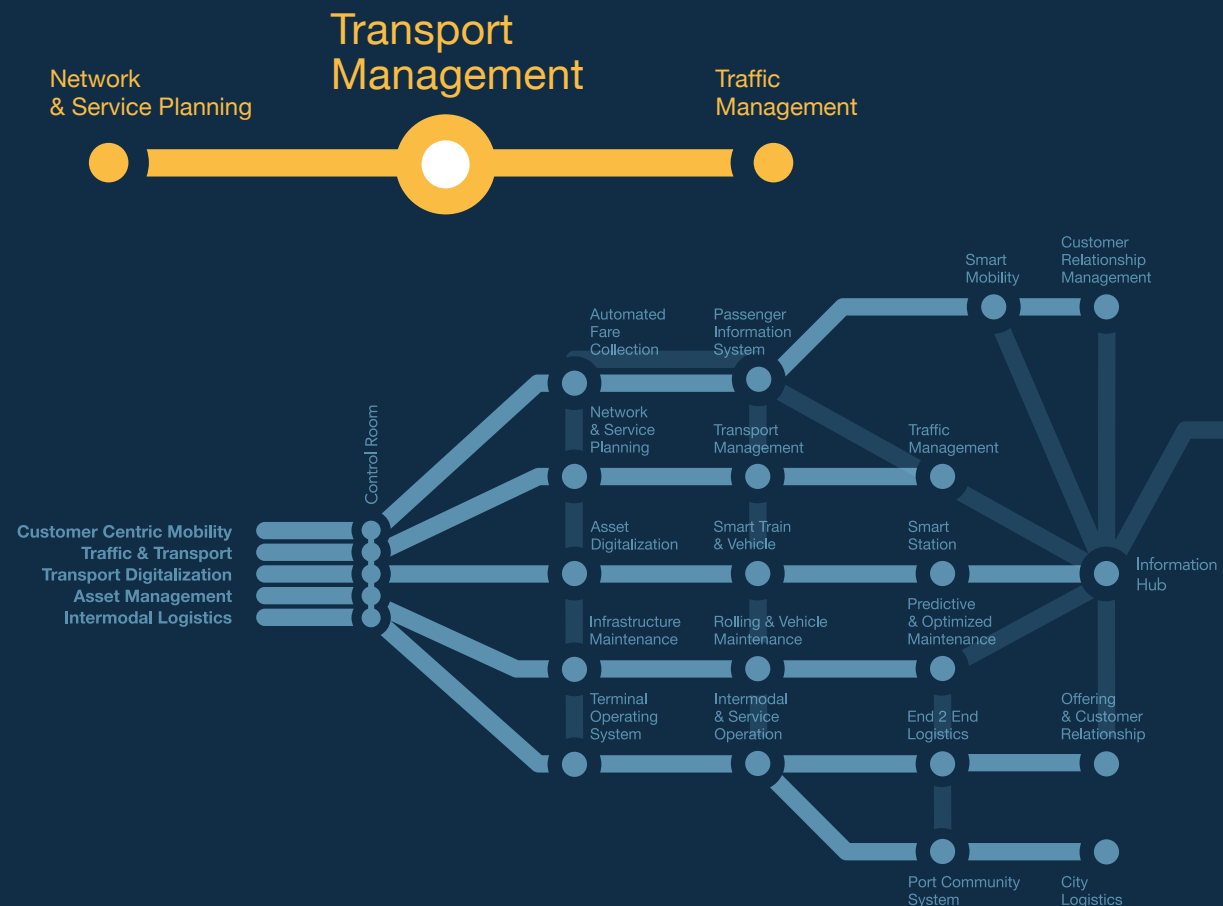 Transport
Management
Network
& Service Planning
Traffic
Management
Customer
Relationship
Management
Smart
Mobility
Automated
Fare
Collection
Passenger
Information
System
Control Room
Network
& Service
Planning
Transport
Management
Traffic
Management
Customer Centric Mobility
Traffic & Transport
Transport Digitalization
Asset Management
Intermodal Logistics
Asset
Digitalization
Smart Train
& Vehicle
Smart
Station
Information
Hub
Infrastructure
Maintenance
Rolling & Vehicle
Maintenance
Predictive
& Optimized
Maintenance
Terminal
Operating
System
Intermodal
& Service
Operation
End 2 End
Logistics
Offering
& Customer
Relationship
Port Community
System
City
Logistics